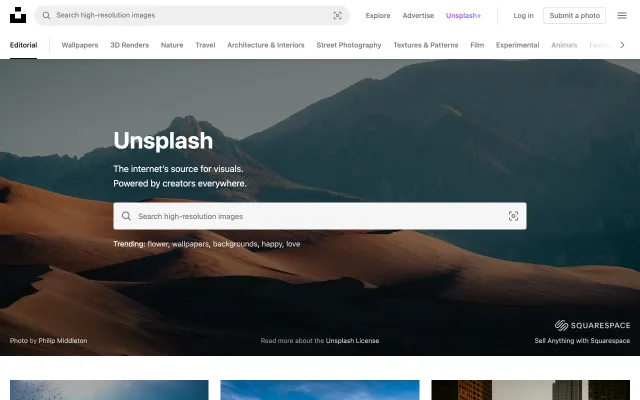 Search high-resolution images
Explore Advertise Unsplash+ Log in Submit a photo
Editorial Wallpapers 3D Renders Nature Travel Architecture & Interiors Street Photography Textures & Patterns Film Experimental Animals
Unsplash
The internet's source for visuals.
Powered by creators everywhere.
Search high-resolution images
Trending: flower, wallpapers, backgrounds, happy, love
SQUARESPACE
Photo by Philip Middleton Read more about the Unsplash License Sell Anything with Squarespace